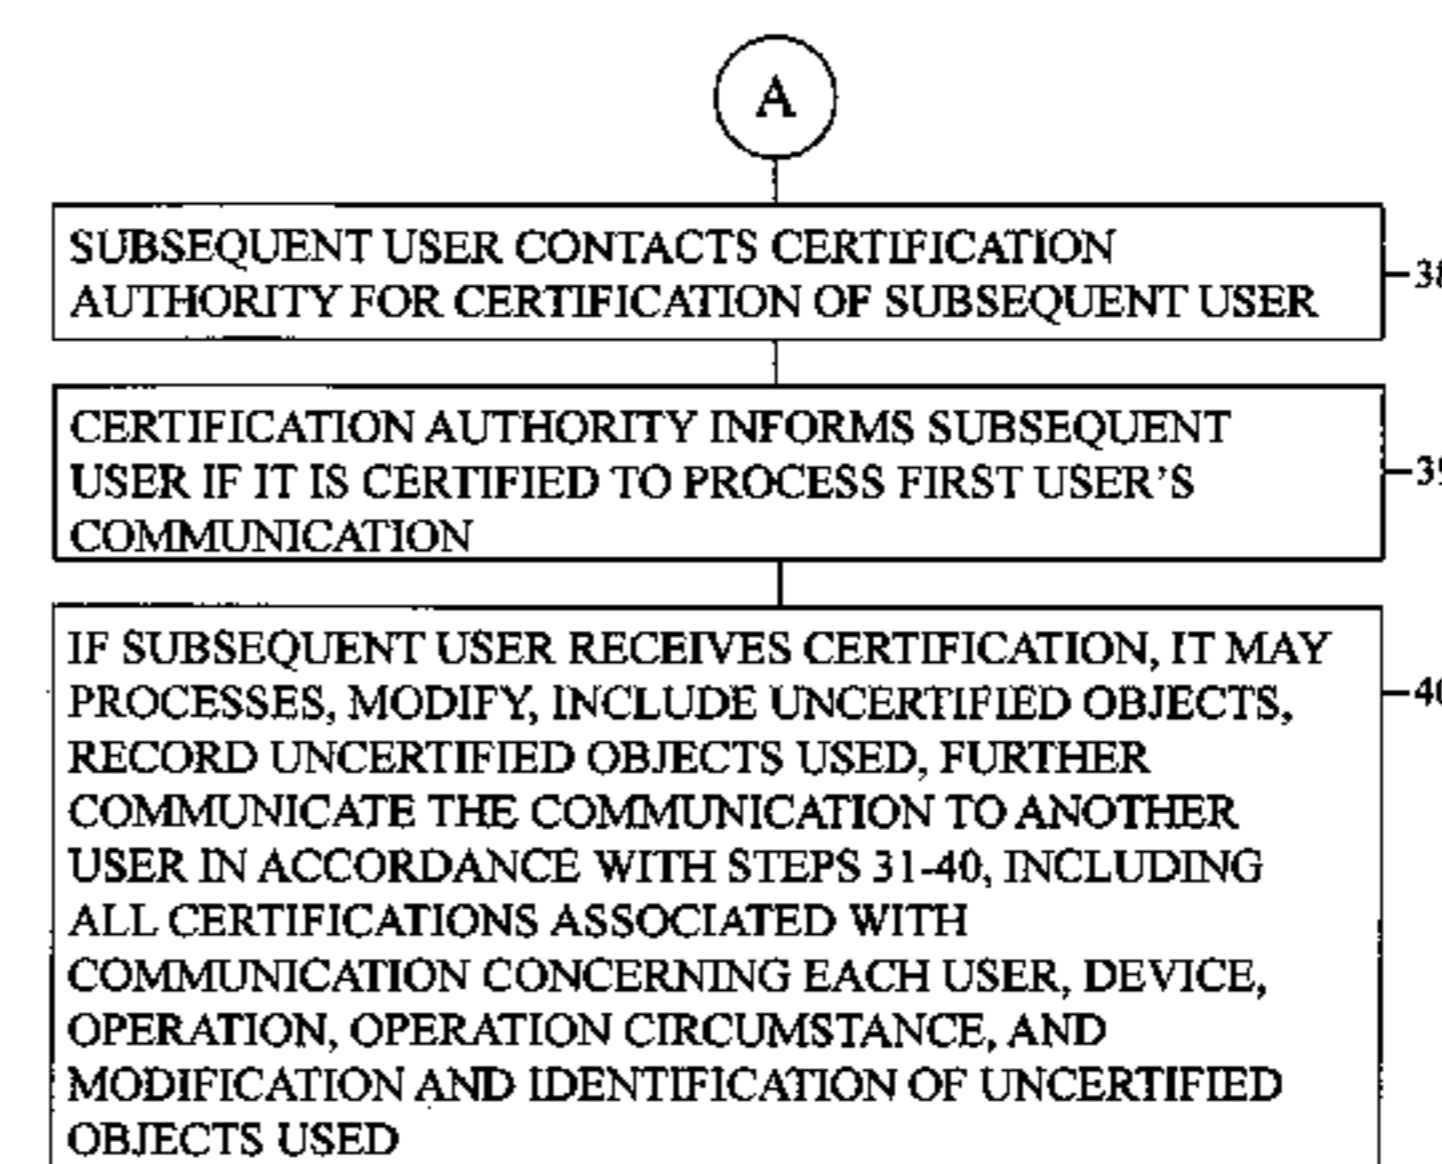 A
SUBSEQUENT USER CONTACTS CERTIFICATION
AUTHORITY FOR CERTIFICATION OF SUBSEQUENT USER
CERTIFICATION AUTHORITY INFORMS SUBSEQUENT
USER IF IT IS CERTIFIED TO PROCESS FIRST USER'S
COMMUNICATION
IF SUBSEQUENT USER RECEIVES CERTIFICATION, IT MAY
PROCESSES, MODIFY, INCLUDE UNCERTIFIED OBJECTS,
RECORD UNCERTIFIED OBJECTS USED, FURTHER
COMMUNICATE THE COMMUNICATION TO ANOTHER
USER IN ACCORDANCE WITH STEPS 31-40, INCLUDING
ALL CERTIFICATIONS ASSOCIATED WITH
COMMUNICATION CONCERNING EACH USER, DEVICE,
OPERATION, OPERATION CIRCUMSTANCE, AND
MODIFICATION AND IDENTIFICATION OF UNCERTIFIED
OBJECTS USED